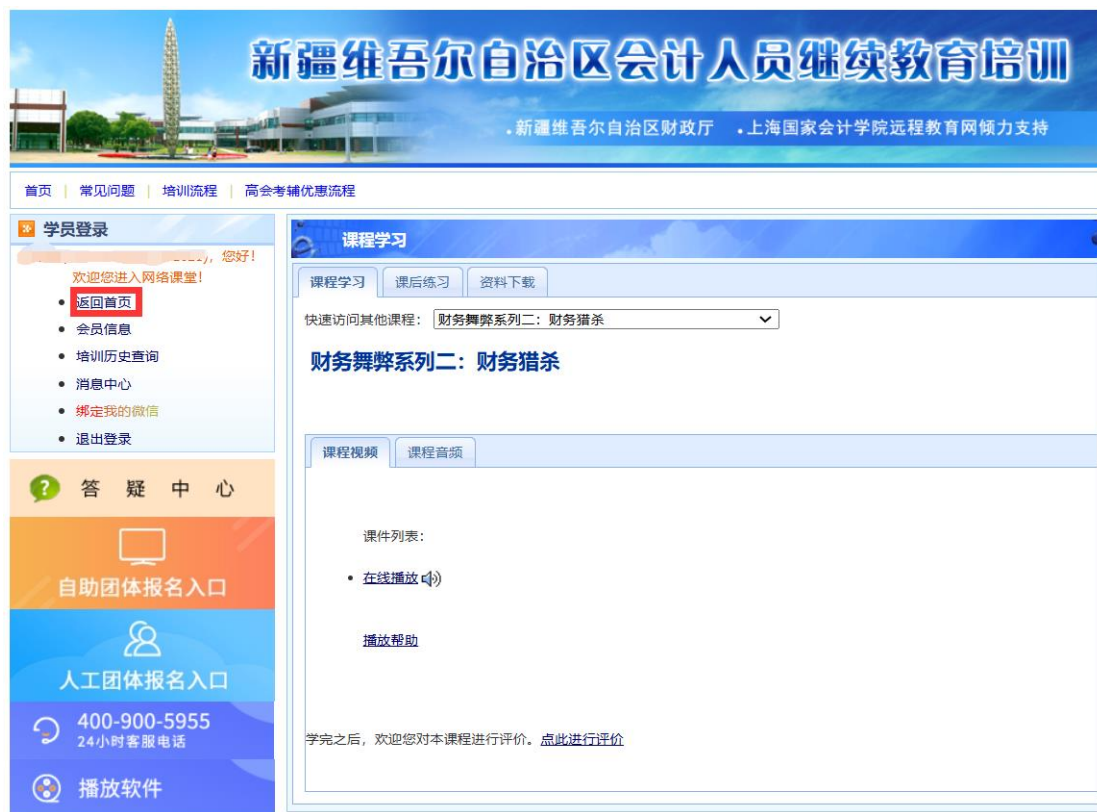 新疆维吾尔自治区会计人员继续教育培训
.新疆维吾尔自治区财政厅 .上海国家会计学院远程教育网倾力支持
首页 | 常见问题 | 培训流程 | 高会考辅优惠流程
学员登录
您好!
欢迎您进入网络课堂!
返回首页
会员信息
培训历史查询
消息中心
绑定我的微信
退出登录
答 疑 中 心
自助团体报名入口
人工团体报名入口
400-900-5955
24小时客服电话
播放软件
课程学习
课程学习 课后练习 资料下载
快速访问其他课程: 财务舞弊系列二：财务猎杀
财务舞弊系列二：财务猎杀
课程视频 课程音频
课件列表：
在线播放
播放帮助
学完之后，欢迎您对本课程进行评价。点此进行评价